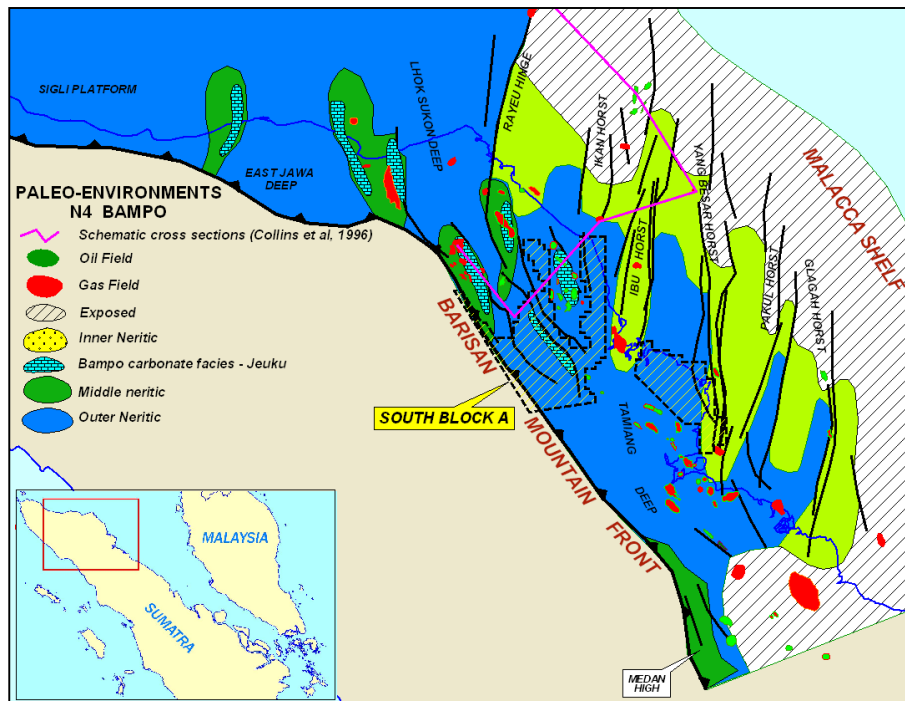 SIGLI PLATFORM
EAST JAWA
DEEP
LHOK SUKON DEEP
RAYEU HINGE
IKAN HORST
IBU HORST
YANG BESAR HORST
PAKUL HORST
GLAGAH HORST
MALACCA SHELF
PALEO-ENVIRONMENTS
N4 BAMPO
Schematic cross sections (Collins et al, 1996)
Oil Field
Gas Field
Exposed
Inner Neritic
Bampo carbonate facies - Jeuku
Middle neritic
Outer Neritic
SOUTH BLOCK A
BARISAN
MOUNTAIN
FRONT
TAMIANG
DEEP
MEDAN
HIGH
MALAYSIA
SUMATRA